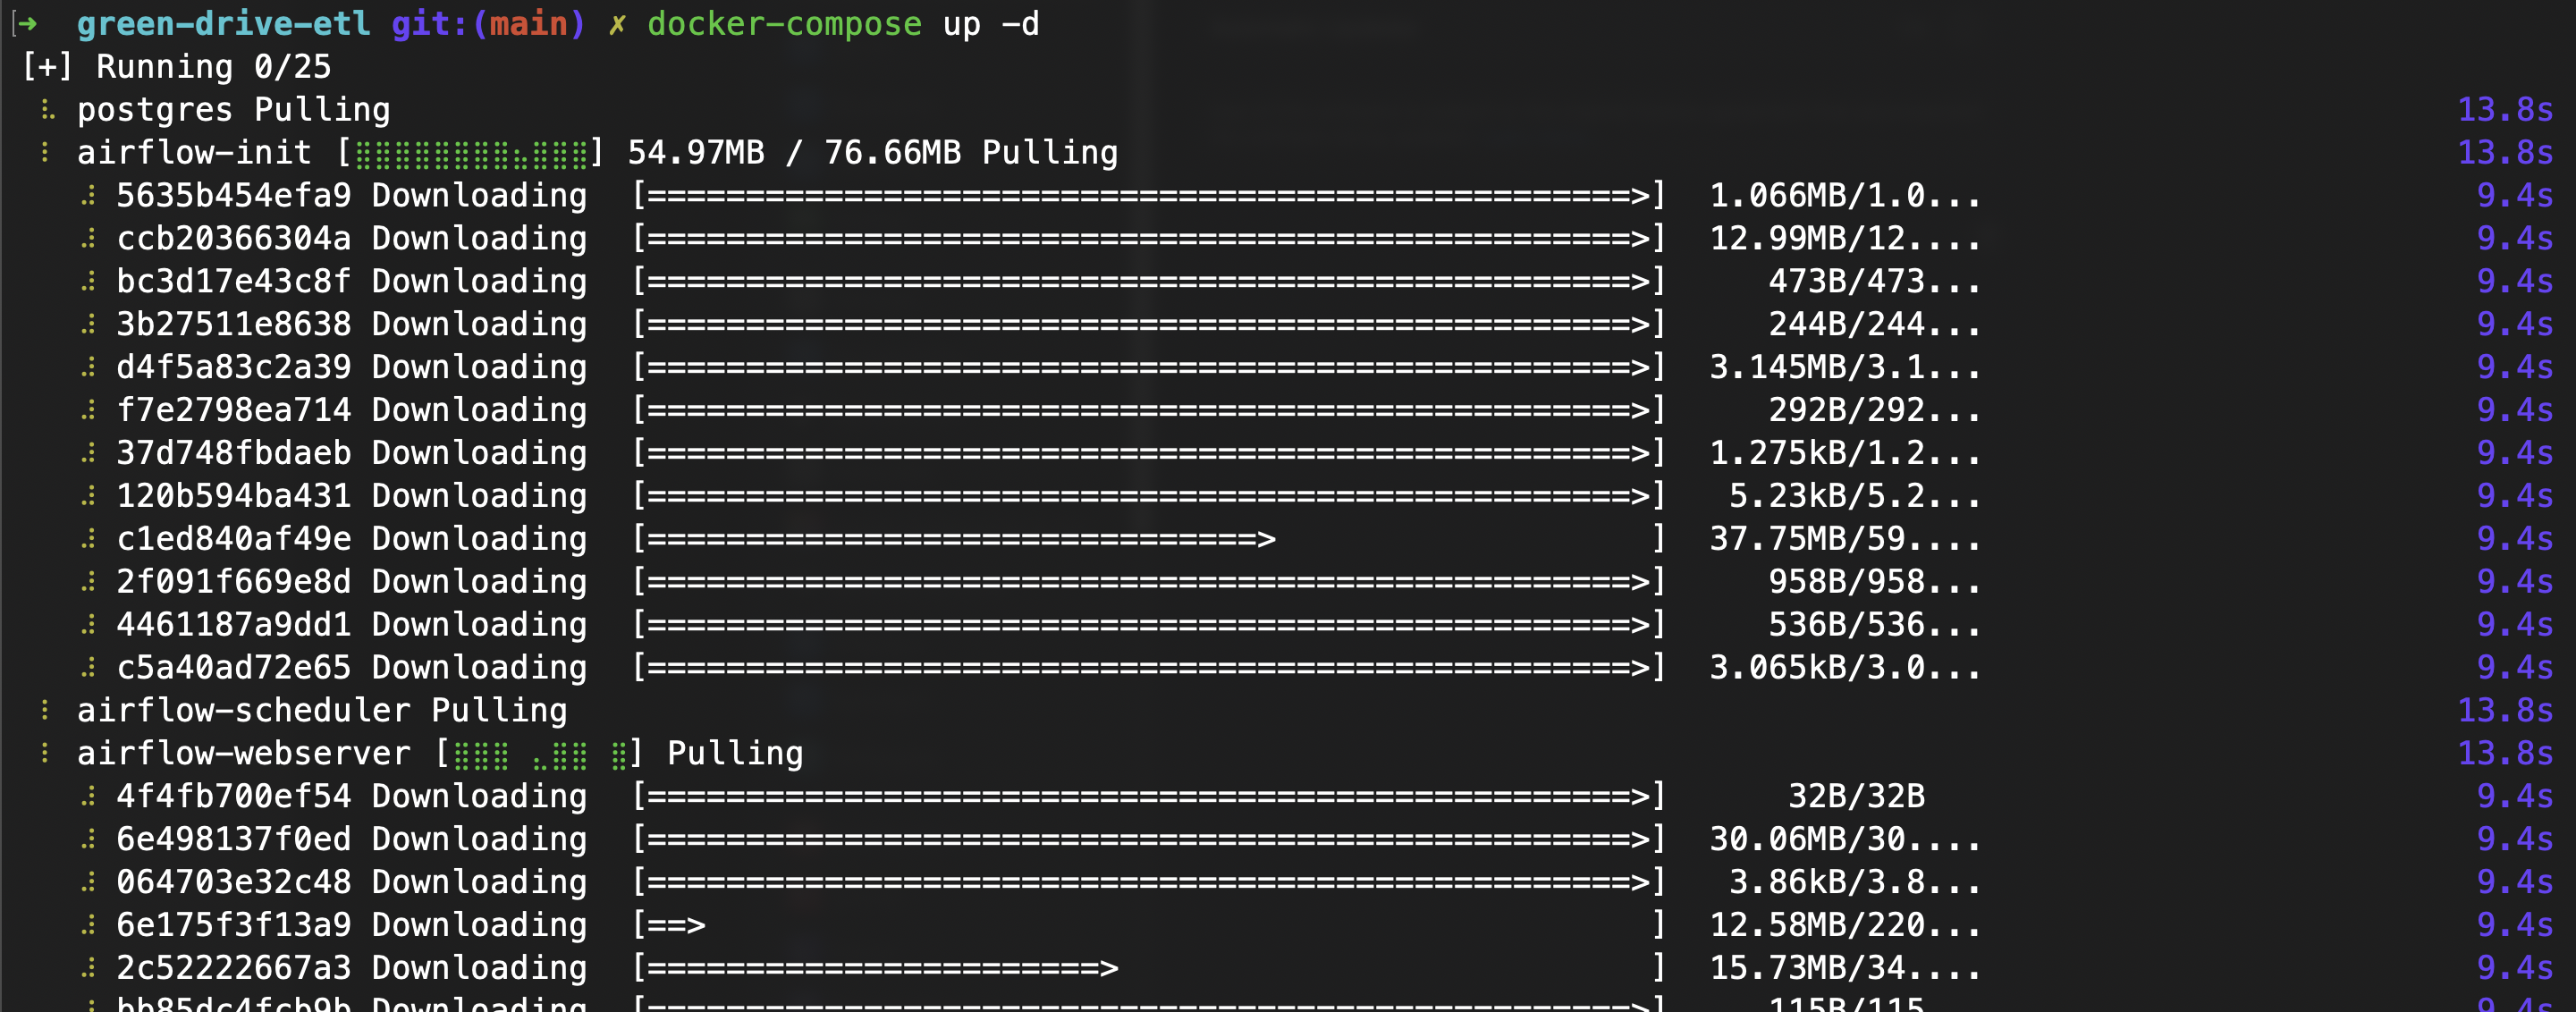 ➜ green-drive-etl git:(main) ✗ docker-compose up -d
[+] Running 0/25
⠧ postgres Pulling 13.8s
⠇ airflow-init [⣿⣿⣿⣿⣿⣿⣿⣿⣦⣿⣿⣿] 54.97MB / 76.66MB Pulling 13.8s
⠼ 5635b454efa9 Downloading [==================================================>] 1.066MB/1.0... 9.4s
⠼ ccb20366304a Downloading [==================================================>] 12.99MB/12.... 9.4s
⠼ bc3d17e43c8f Downloading [==================================================>] 473B/473... 9.4s
⠼ 3b27511e8638 Downloading [==================================================>] 244B/244... 9.4s
⠼ d4f5a83c2a39 Downloading [==================================================>] 3.145MB/3.1... 9.4s
⠼ f7e2798ea714 Downloading [==================================================>] 292B/292... 9.4s
⠼ 37d748fbdaeb Downloading [==================================================>] 1.275kB/1.2... 9.4s
⠼ 120b594ba431 Downloading [==================================================>] 5.23kB/5.2... 9.4s
⠼ c1ed840af49e Downloading [===============================> ] 37.75MB/59.... 9.4s
⠼ 2f091f669e8d Downloading [==================================================>] 958B/958... 9.4s
⠼ 4461187a9dd1 Downloading [==================================================>] 536B/536... 9.4s
⠼ c5a40ad72e65 Downloading [==================================================>] 3.065kB/3.0... 9.4s
⠇ airflow-scheduler Pulling 13.8s
⠇ airflow-webserver [⣿⣿⣿ ⣀⣿⣿ ⣿] Pulling 13.8s
⠼ 4f4fb700ef54 Downloading [==================================================>] 32B/32B 9.4s
⠼ 6e498137f0ed Downloading [==================================================>] 30.06MB/30.... 9.4s
⠼ 064703e32c48 Downloading [==================================================>] 3.86kB/3.8... 9.4s
⠼ 6e175f3f13a9 Downloading [==> ] 12.58MB/220... 9.4s
⠼ 2c52222667a3 Downloading [=======================> ] 15.73MB/34.... 9.4s
⠼ bb85dc4fcb9b Downloading [==================================================>] 115B/115... 9.4s